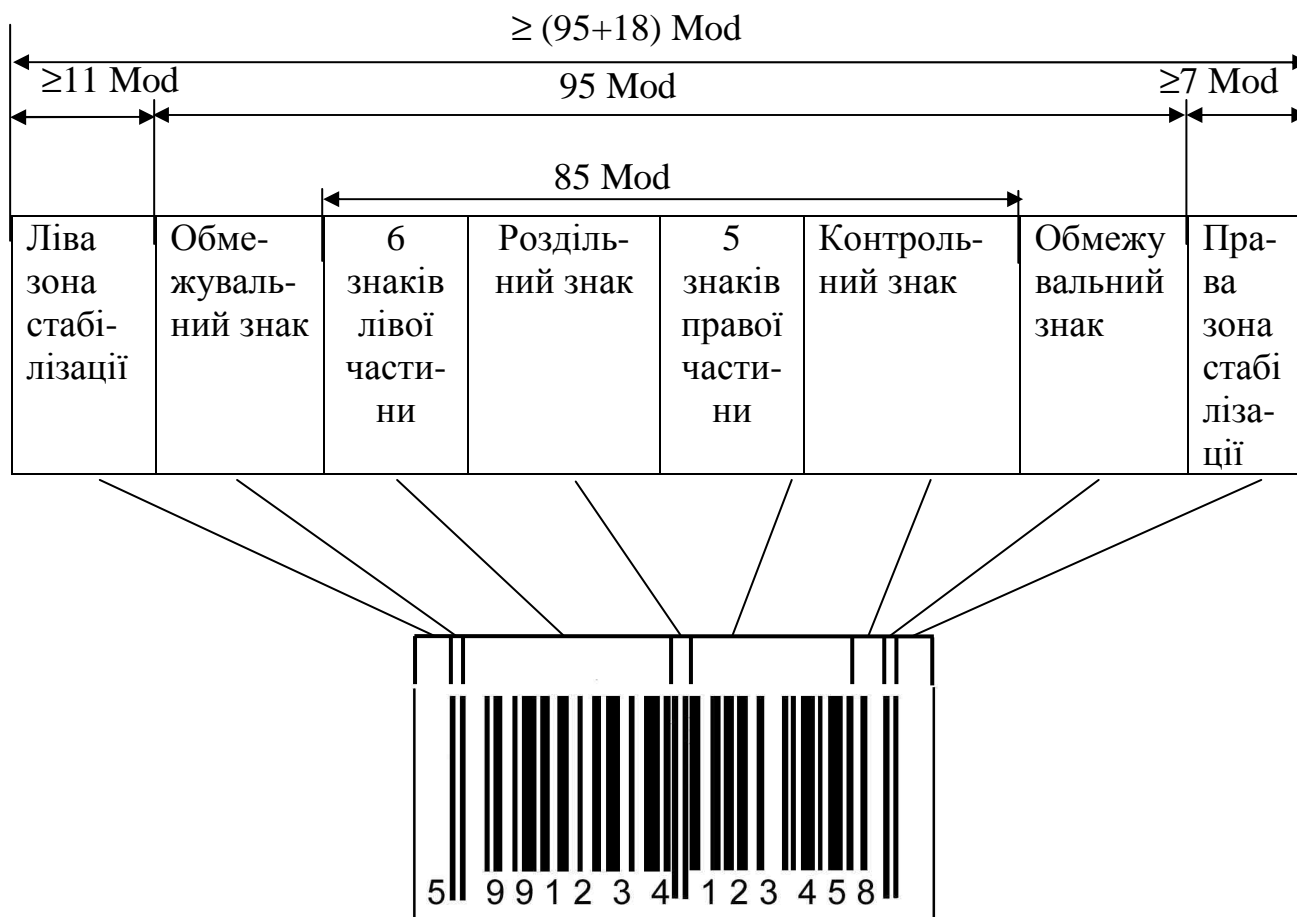 ≥ (95+18) Mod
≥11 Mod
95 Mod
≥7 Mod
85 Mod
Ліва
зона
стабі-
лізації
Обме-
жуваль-
ний знак
6
знаків
лівої
части-
ни
Розділь-
ний знак
5
знаків
правої
части-
ни
Контроль-
ний знак
Обмежу
вальний
знак
Пра-
ва
зона
стабі
ліза-
ції
5 991234 123458